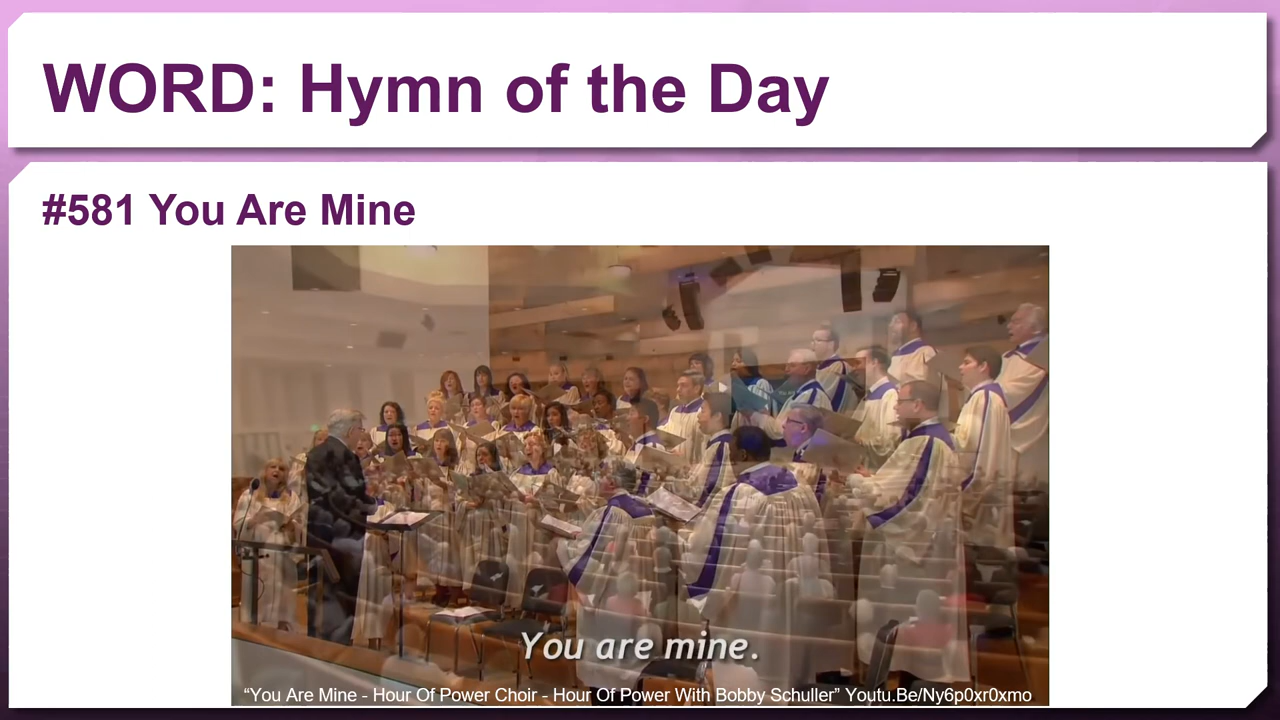 WORD: Hymn of the Day
#581 You Are Mine
You are mine.
“You Are Mine - Hour Of Power Choir - Hour Of Power With Bobby Schuller” Youtu.Be/Ny6p0xr0xmo